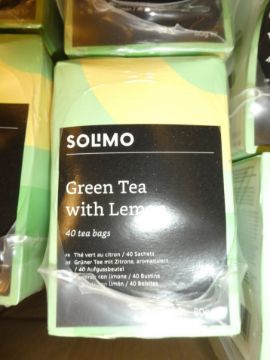 SOLIMO
Green Tea
with Lemon
40 tea bags
Thé vert au citron / 40 Sachets
Grüner Tee mit Zitrone, aromatisiert
/ 40 Aufgussbeutel
con limone / 40 Bustine
limón / 40 Bolsitas